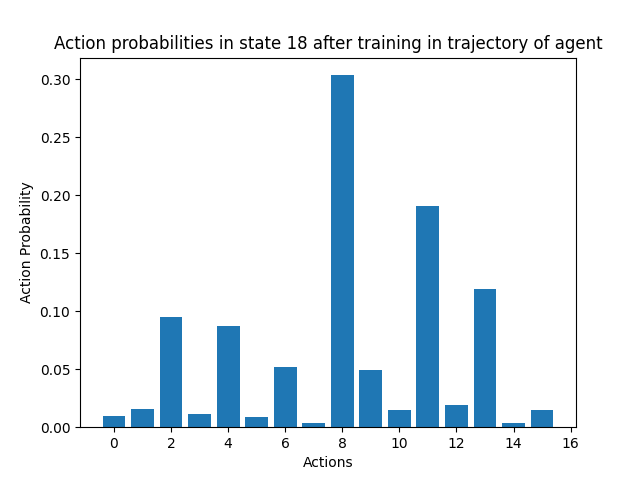 Action probabilities in state 18 after training in trajectory of agent
0.30
0.25
0.20
0.15
0.10
0.05
0.00
Action Probability
0 2 4 6 8 10 12 14 16
Actions